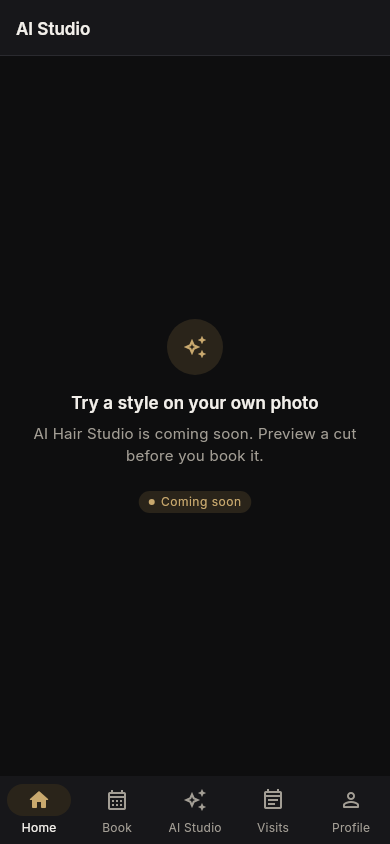 AI Studio
Try a style on your own photo
AI Hair Studio is coming soon. Preview a cut
before you book it.
Coming soon
Home
Book
AI Studio
Visits
Profile